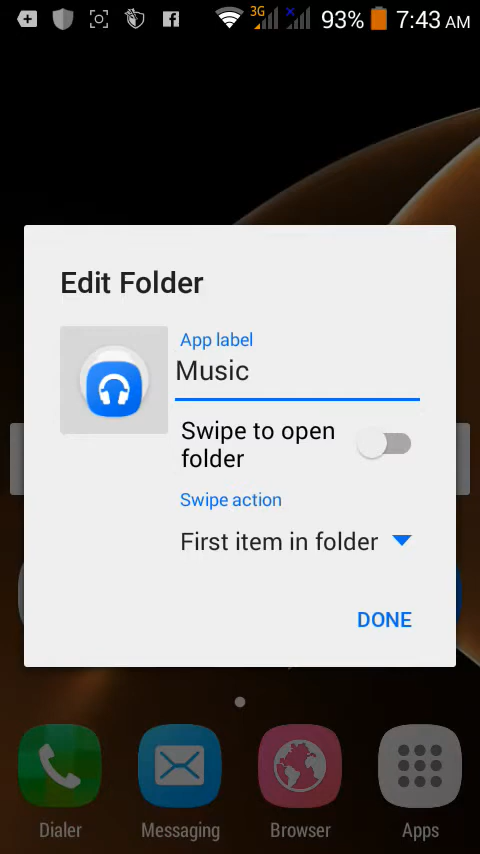 3G 93% 7:43 AM
Edit Folder
App label
Music
Swipe to open
folder
Swipe action
First item in folder
DONE
Dialer Messaging Browser Apps